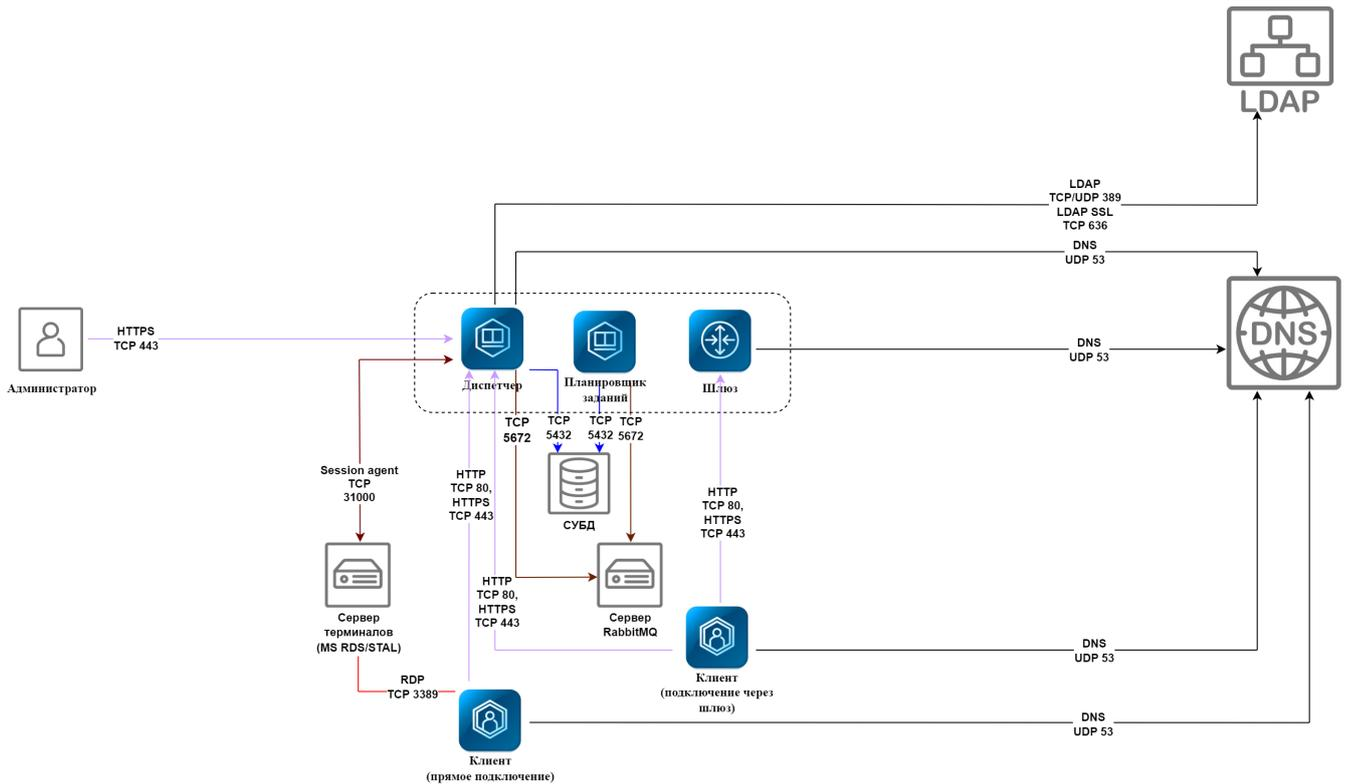 LDAP
LDAP
TCP/UDP 389
LDAP SSL
TCP 636
DNS
UDP 53
DNS
HTTPS
TCP 443
DNS
UDP 53
Администратор
Диспетчер
Планировщик
заданий
Шлюз
TCP
5672
TCP
5432
TCP
5432
TCP
5672
Session agent
TCP
31000
HTTP
TCP 80,
HTTPS
TCP 443
HTTP
TCP 80,
HTTPS
TCP 443
СУБД
HTTP
TCP 80,
HTTPS
TCP 443
Сервер
терминалов
(MS RDS/STAL)
Сервер
RabbitMQ
DNS
UDP 53
RDP
TCP 3389
Клиент
(подключение через
шлюз)
DNS
UDP 53
Клиент
(прямое подключение)